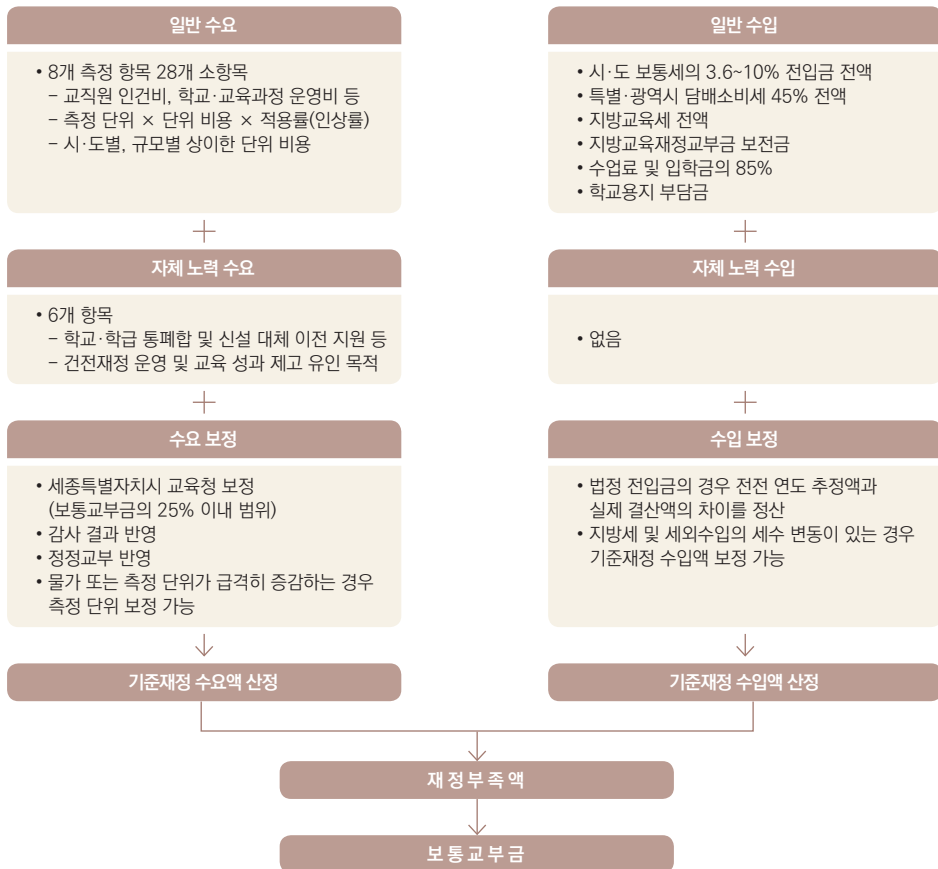 일반 수요
• 8개 측정 항목 28개 소항목
– 교직원 인건비, 학교·교육과정 운영비 등
– 측정 단위 × 단위 비용 × 적용률(인상률)
– 시·도별, 규모별 상이한 단위 비용
+
자체 노력 수요
• 6개 항목
– 학교·학급 통폐합 및 신설 대체 이전 지원 등
– 건전재정 운영 및 교육 성과 제고 유인 목적
+
수요 보정
• 세종특별자치시 교육청 보정
(보통교부금의 25% 이내 범위)
• 감사 결과 반영
• 정정교부 반영
• 물가 또는 측정 단위가 급격히 증감하는 경우
측정 단위 보정 가능
기준재정 수요액 산정
일반 수입
• 시·도 보통세의 3.6~10% 전입금 전액
• 특별·광역시 담배소비세 45% 전액
• 지방교육세 전액
• 지방교육재정교부금 보전금
• 수업료 및 입학금의 85%
• 학교용지 부담금
+
자체 노력 수입
• 없음
+
수입 보정
• 법정 전입금의 경우 전전 연도 추정액과
실제 결산액의 차이를 정산
• 지방세 및 세외수입의 세수 변동이 있는 경우
기준재정 수입액 보정 가능
기준재정 수입액 산정
재정부족액
보통교부금